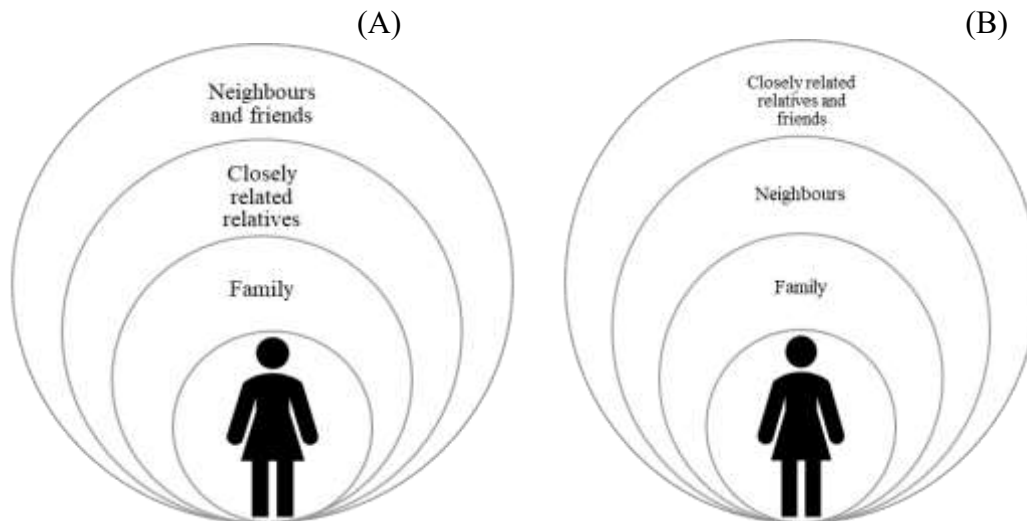 (A)
Neighbours
and friends
Closely
related
relatives
Family
(B)
Closely related
relatives and
friends
Neighbours
Family